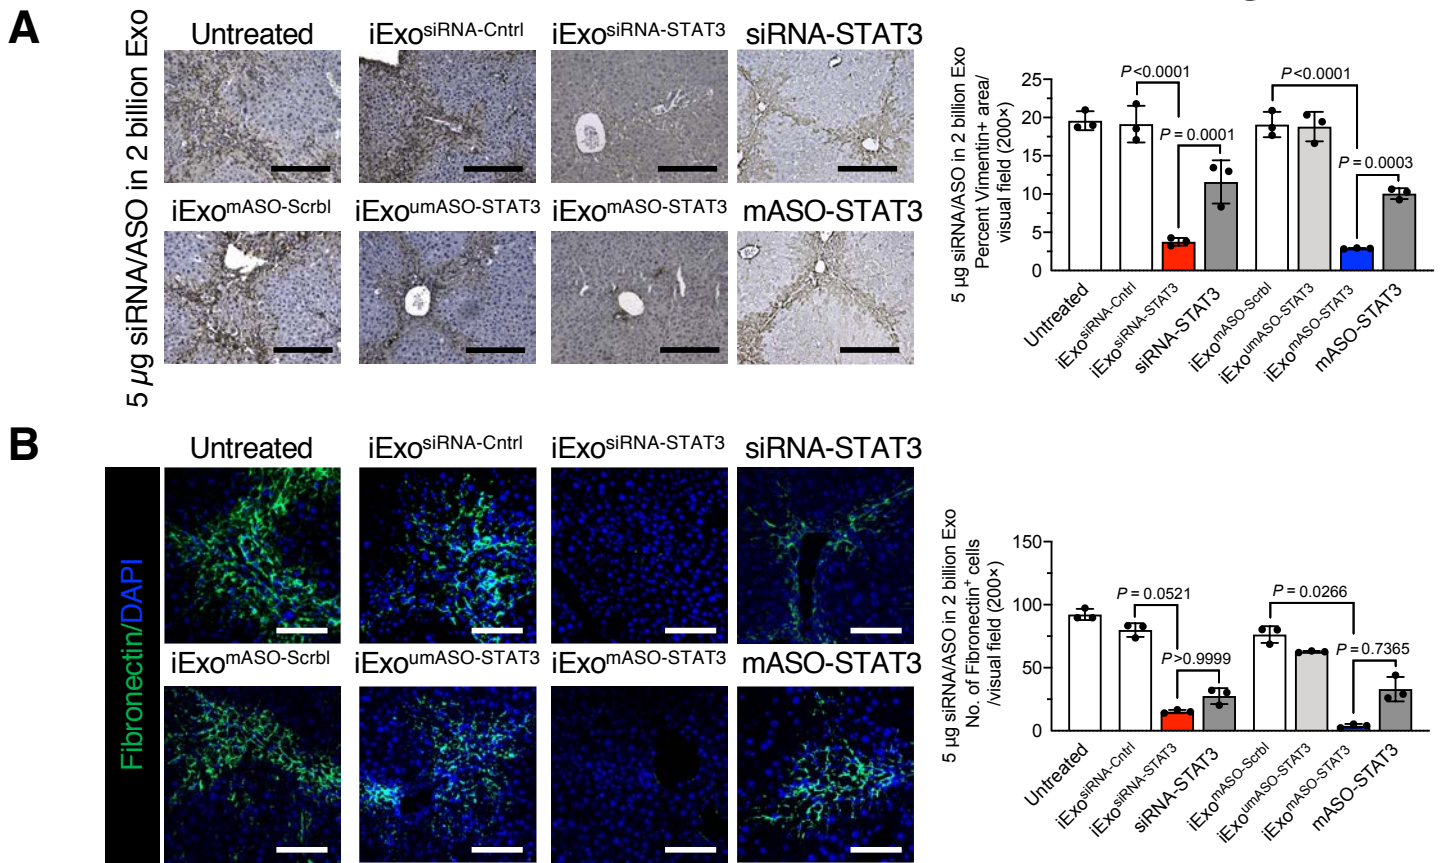 A
5 µg siRNA/ASO in 2 billion Exo
Untreated
iExosiRNA-Cntrl
iExosiRNA-STAT3
siRNA-STAT3
iExomASO-Scrbl
iExoumASO-STAT3
iExomASO-STAT3
mASO-STAT3
5 µg siRNA/ASO in 2 billion Exo
Percent Vimentin+ area/
visual field (200×)
25
20
15
10
5
0
P<0.0001
P = 0.0001
P<0.0001
P = 0.0003
Untreated
iExosiRNA-Cntrl
iExosiRNA-STAT3
siRNA-STAT3
iExomASO-Scrbl
iExoumASO-STAT3
iExomASO-STAT3
mASO-STAT3
B
Fibronectin/DAPI
Untreated
iExosiRNA-Cntrl
iExosiRNA-STAT3
siRNA-STAT3
iExomASO-Scrbl
iExoumASO-STAT3
iExomASO-STAT3
mASO-STAT3
5 µg siRNA/ASO in 2 billion Exo
No. of Fibronectin+ cells
/visual field (200×)
150
100
50
0
P = 0.0521
P>0.9999
P = 0.0266
P = 0.7365
Untreated
iExosiRNA-Cntrl
iExosiRNA-STAT3
siRNA-STAT3
iExomASO-Scrbl
iExoumASO-STAT3
iExomASO-STAT3
mASO-STAT3